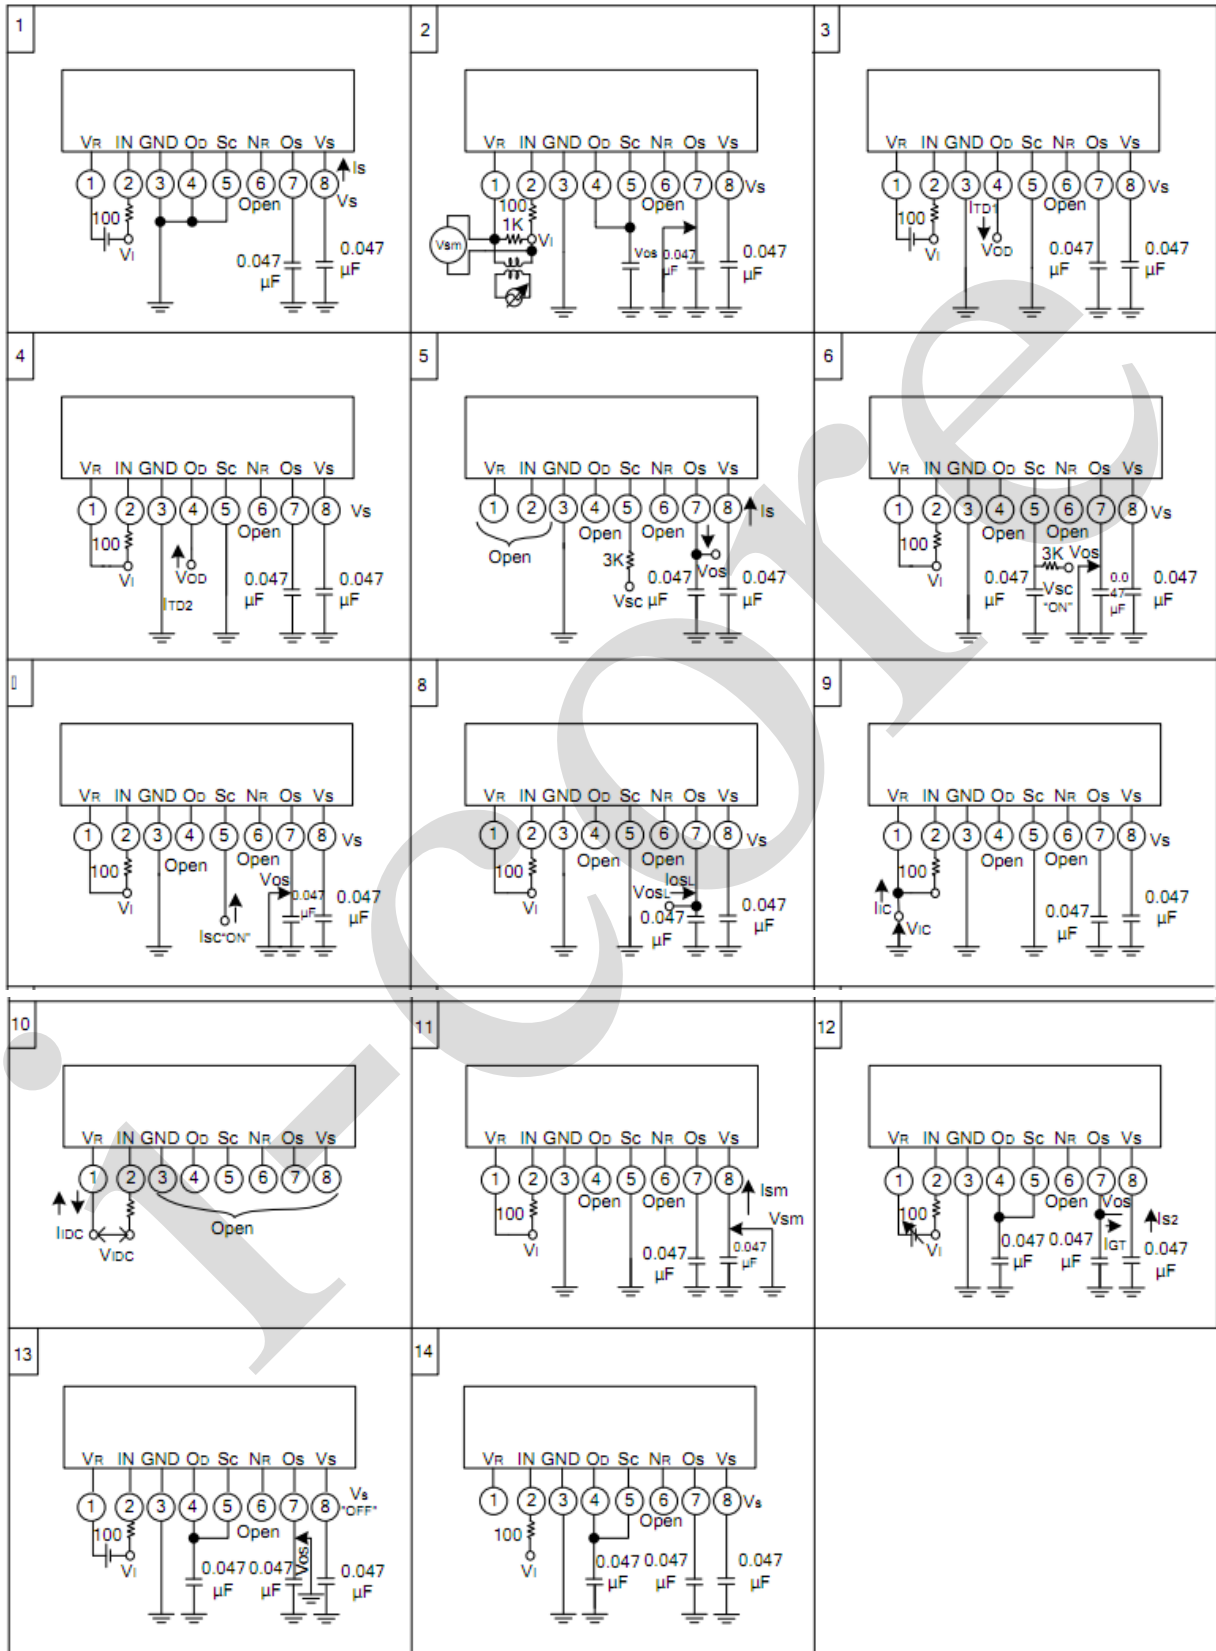 1
VR IN GND OD SC NR OS VS
1 2 3 4 5 6 7 8
IS
VS
Open
100
VI
0.047
µF
0.047
µF
2
VR IN GND OD SC NR OS VS
1 2 3 4 5 6 7 8
VS
Open
100
1K
Vsm
VI
VOS
0.047
µF
0.047
µF
3
VR IN GND OD SC NR OS VS
1 2 3 4 5 6 7 8
VS
Open
100
ITD1
VOD
VI
0.047
µF
0.047
µF
4
VR IN GND OD SC NR OS VS
1 2 3 4 5 6 7 8
VS
Open
100
VI
VOD
ITD2
0.047
µF
0.047
µF
5
VR IN GND OD SC NR OS VS
1 2 3 4 5 6 7 8
IS
Open Open
Open
3K
VSC
VOS
0.047
µF
0.047
µF
6
VR IN GND OD SC NR OS VS
1 2 3 4 5 6 7 8
VS
Open Open
100
VI
3K
VOS
VSC
"ON"
0.047
µF
0.0
47
µF
0.047
µF
VR IN GND OD SC NR OS VS
1 2 3 4 5 6 7 8
VS
Open Open
100
VI
VOS
ISC"ON"
0.047
µF
0.047
µF
8
VR IN GND OD SC NR OS VS
1 2 3 4 5 6 7 8
VS
Open Open
100
VI
IOSL
VOSL
0.047
µF
0.047
µF
9
VR IN GND OD SC NR OS VS
1 2 3 4 5 6 7 8
VS
Open Open
100
IIC
VIC
0.047
µF
0.047
µF
10
VR IN GND OD SC NR OS VS
1 2 3 4 5 6 7 8
Open
IIDC
VIDC
11
VR IN GND OD SC NR OS VS
1 2 3 4 5 6 7 8
Open Open
Ism
Vsm
100
VI
0.047
µF
0.047
µF
12
VR IN GND OD SC NR OS VS
1 2 3 4 5 6 7 8
Open
VOS
IS2
100
VI
IGT
0.047
µF
0.047
µF
0.047
µF
13
VR IN GND OD SC NR OS VS
1 2 3 4 5 6 7 8
VS
"OFF"
Open
100
VI
VOS
0.047
µF
0.047
µF
0.047
µF
14
VR IN GND OD SC NR OS VS
1 2 3 4 5 6 7 8
VS
Open
100
VI
0.047
µF
0.047
µF
0.047
µF
i-core